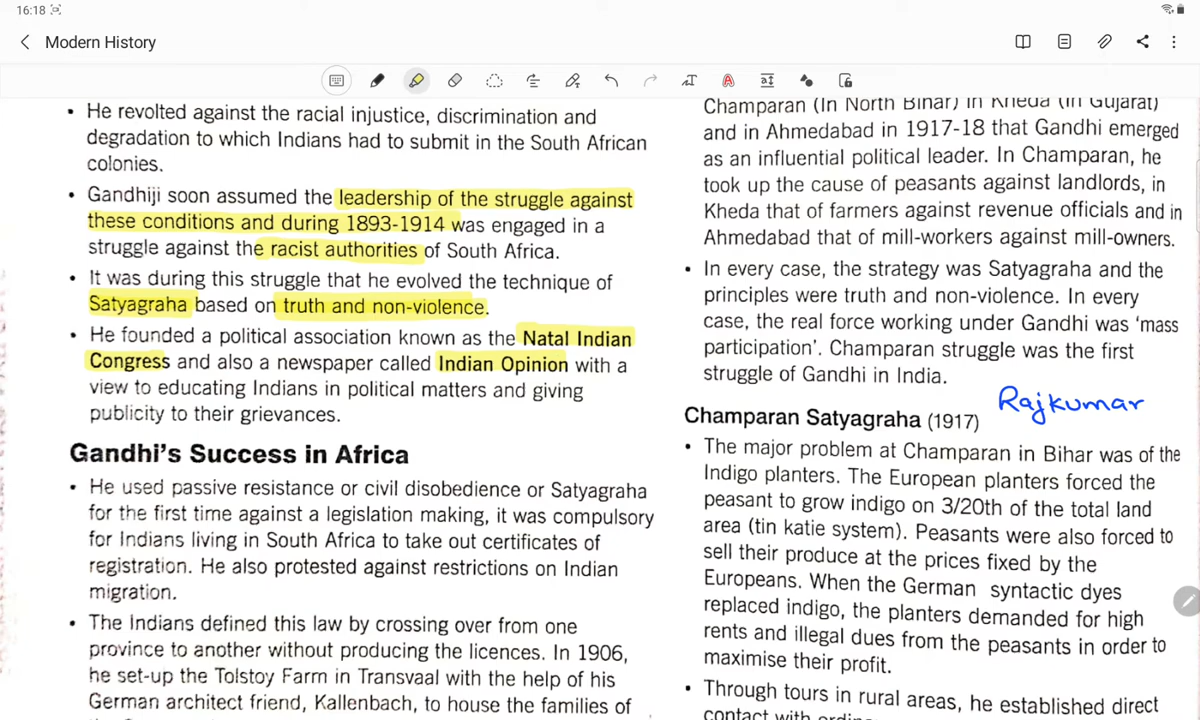 16:18
Modern History
• He revolted against the racial injustice, discrimination and
degradation to which Indians had to submit in the South African
colonies.
• Gandhiji soon assumed the leadership of the struggle against
these conditions and during 1893-1914 was engaged in a
struggle against the racist authorities of South Africa.
• It was during this struggle that he evolved the technique of
Satyagraha based on truth and non-violence.
• He founded a political association known as the Natal Indian
Congress and also a newspaper called Indian Opinion with a
view to educating Indians in political matters and giving
publicity to their grievances.
Gandhi's Success in Africa
• He used passive resistance or civil disobedience or Satyagraha
for the first time against a legislation making, it was compulsory
for Indians living in South Africa to take out certificates of
registration. He also protested against restrictions on Indian
migration.
• The Indians defined this law by crossing over from one
province to another without producing the licences. In 1906,
he set-up the Tolstoy Farm in Transvaal with the help of his
German architect friend, Kallenbach, to house the families of
Champaran (In North Bihar) in Kheda (in Gujarat)
and in Ahmedabad in 1917-18 that Gandhi emerged
as an influential political leader. In Champaran, he
took up the cause of peasants against landlords, in
Kheda that of farmers against revenue officials and in
Ahmedabad that of mill-workers against mill-owners.
• In every case, the strategy was Satyagraha and the
principles were truth and non-violence. In every
case, the real force working under Gandhi was 'mass
participation'. Champaran struggle was the first
struggle of Gandhi in India.
Rajkumar
Champaran Satyagraha (1917)
• The major problem at Champaran in Bihar was of the
Indigo planters. The European planters forced the
peasant to grow indigo on 3/20th of the total land
area (tin katie system). Peasants were also forced to
sell their produce at the prices fixed by the
Europeans. When the German syntactic dyes
replaced indigo, the planters demanded for high
rents and illegal dues from the peasants in order to
maximise their profit.
• Through tours in rural areas, he established direct
contact with